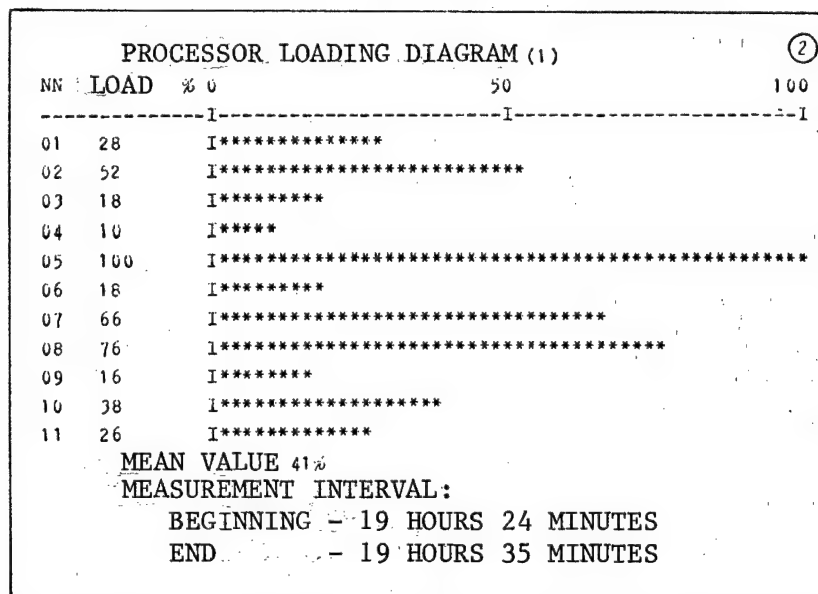 PROCESSOR LOADING DIAGRAM (1) 2
NN LOAD % 0 50 100
---------------I-------------------------I-------------------------I
01 28 I**************
02 52 I**************************
03 18 I*********
04 10 I*****
05 100 I**************************************************
06 18 I*********
07 66 I*********************************
08 76 I**************************************
09 16 I********
10 38 I*******************
11 26 I*************
MEAN VALUE 41%
MEASUREMENT INTERVAL:
BEGINNING - 19 HOURS 24 MINUTES
END - 19 HOURS 35 MINUTES